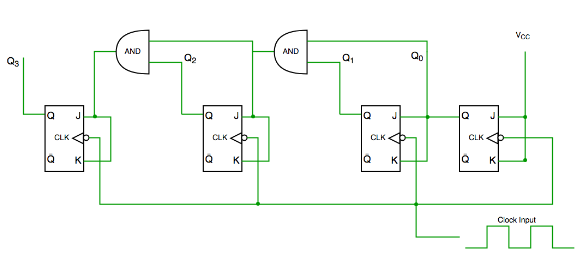 Vcc
AND
AND
Q3
Q2
Q1
Q0
Q J
CLK
Q̄ K
Q J
CLK
Q̄ K
Q J
CLK
Q̄ K
Q J
CLK
Q̄ K
Clock Input